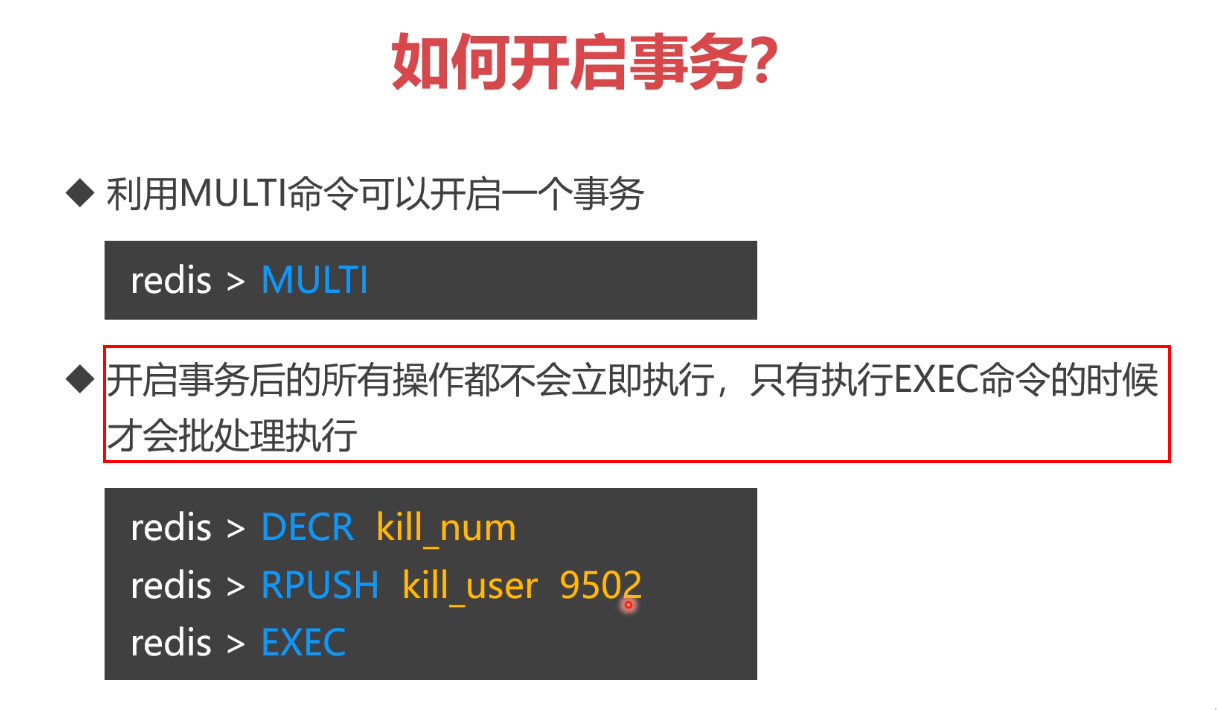 如何开启事务？
◆ 利用MULTI命令可以开启一个事务
redis > MULTI
◆ 开启事务后的所有操作都不会立即执行，只有执行EXEC命令的时候
才会批处理执行
redis > DECR kill_num
redis > RPUSH kill_user 9502
redis > EXEC